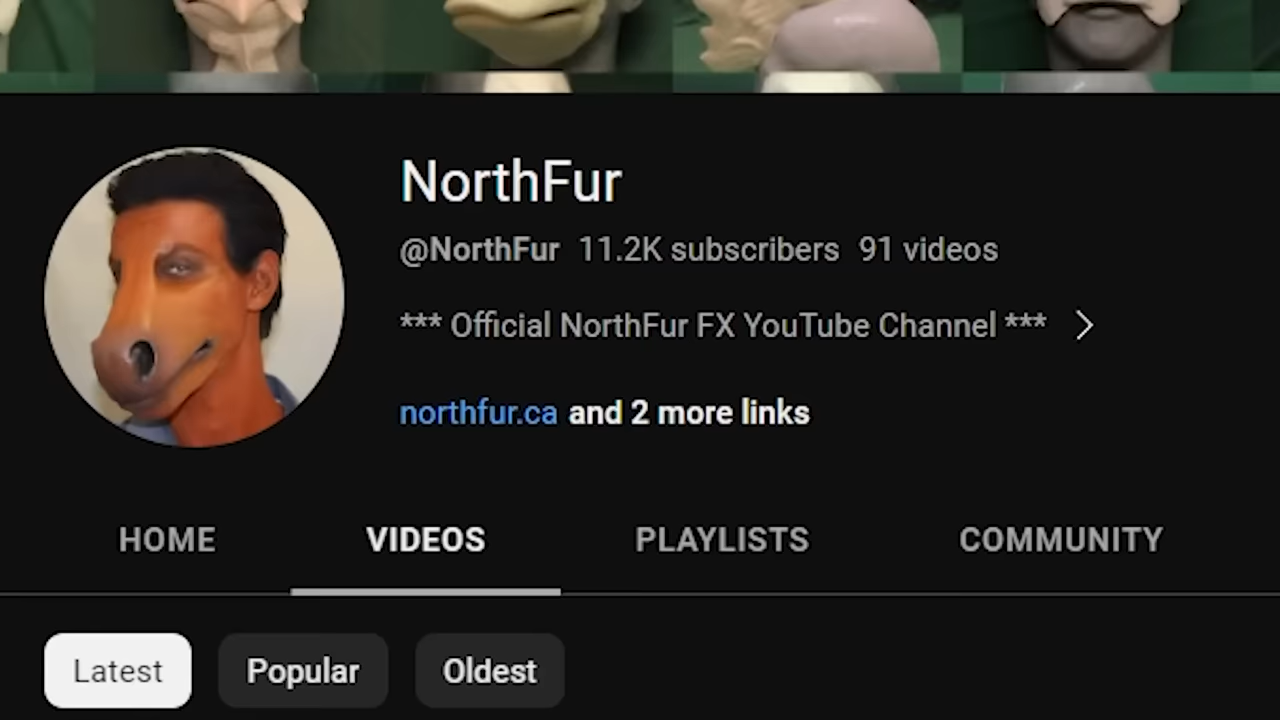 NorthFur
@NorthFur 11.2K subscribers 91 videos
*** Official NorthFur FX YouTube Channel ***
northfur.ca and 2 more links
HOME VIDEOS PLAYLISTS COMMUNITY
Latest Popular Oldest